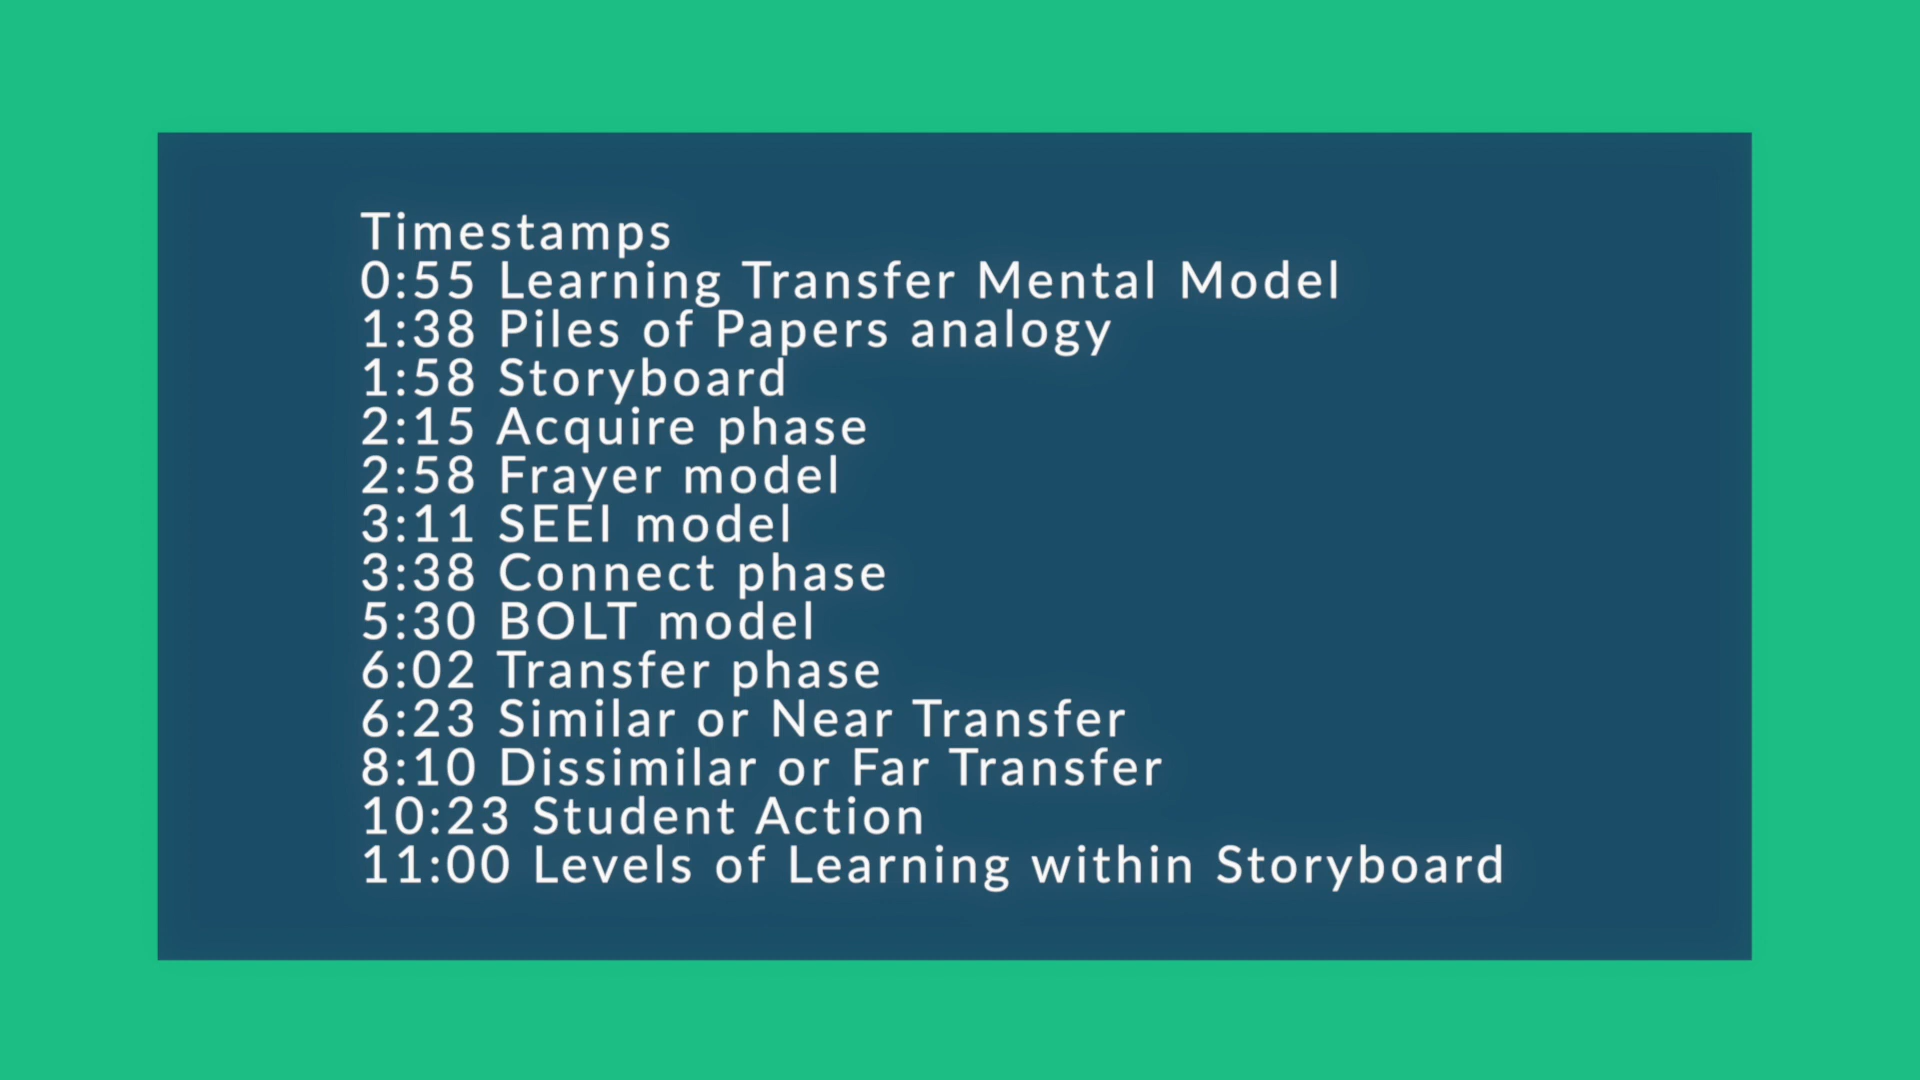 Timestamps
0:55 Learning Transfer Mental Model
1:38 Piles of Papers analogy
1:58 Storyboard
2:15 Acquire phase
2:58 Frayer model
3:11 SEEI model
3:38 Connect phase
5:30 BOLT model
6:02 Transfer phase
6:23 Similar or Near Transfer
8:10 Dissimilar or Far Transfer
10:23 Student Action
11:00 Levels of Learning within Storyboard